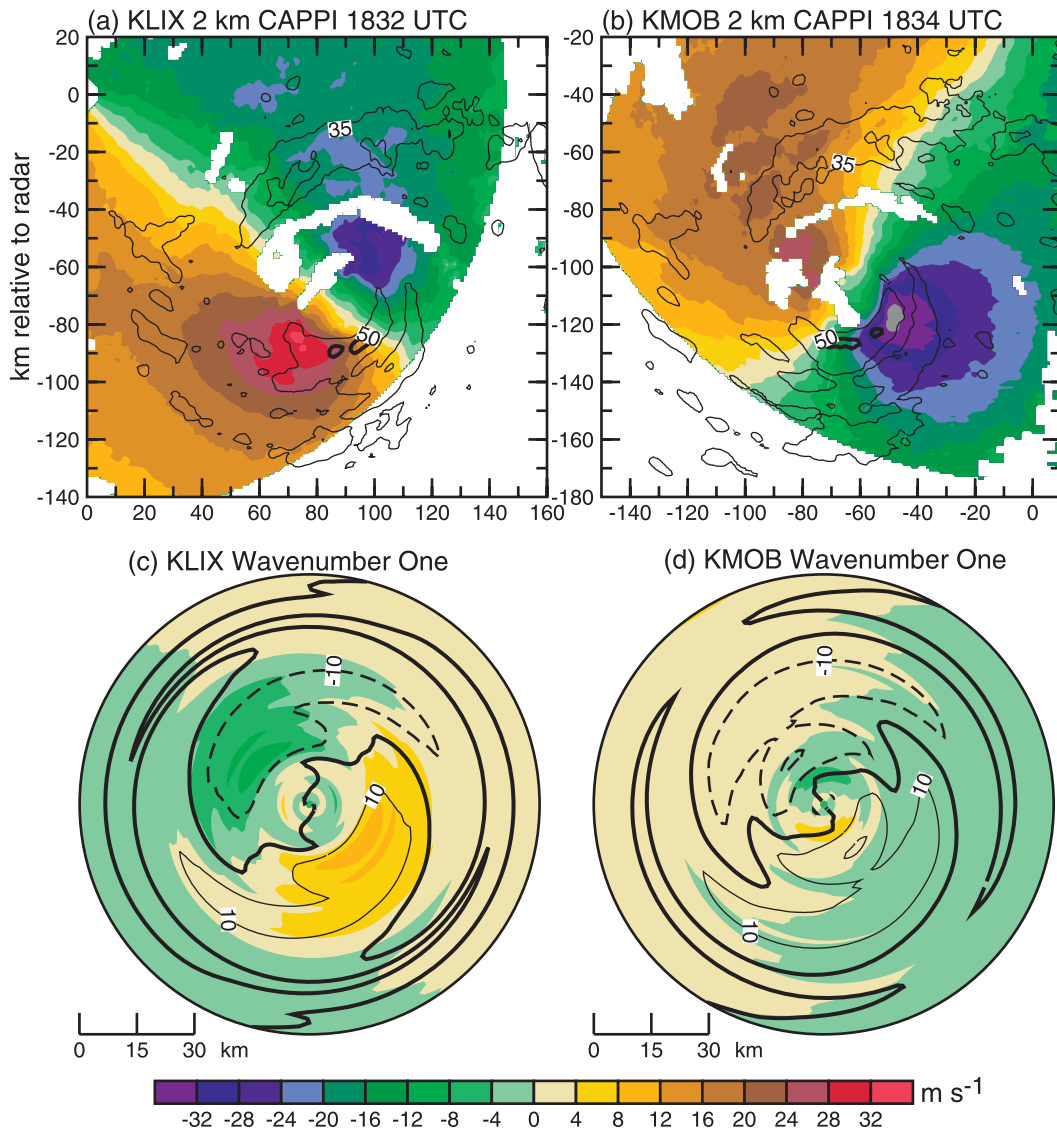 (a) KLIX 2 km CAPPI 1832 UTC
(b) KMOB 2 km CAPPI 1834 UTC
km relative to radar
20
0
-20
-40
-60
-80
-100
-120
-140
0 20 40 60 80 100 120 140 160
35
50
-20
-40
-60
-80
-100
-120
-140
-160
-180
-140 -120 -100 -80 -60 -40 -20 0
35
50
(c) KLIX Wavenumber One
(d) KMOB Wavenumber One
-10
10
10
-10
10
10
0 15 30 km
0 15 30 km
m s-1
-32 -28 -24 -20 -16 -12 -8 -4 0 4 8 12 16 20 24 28 32